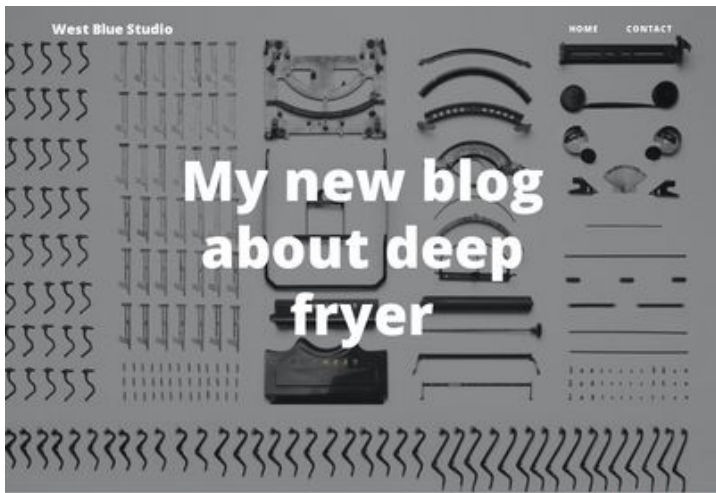 West Blue Studio
HOME CONTACT
My new blog
about deep
fryer